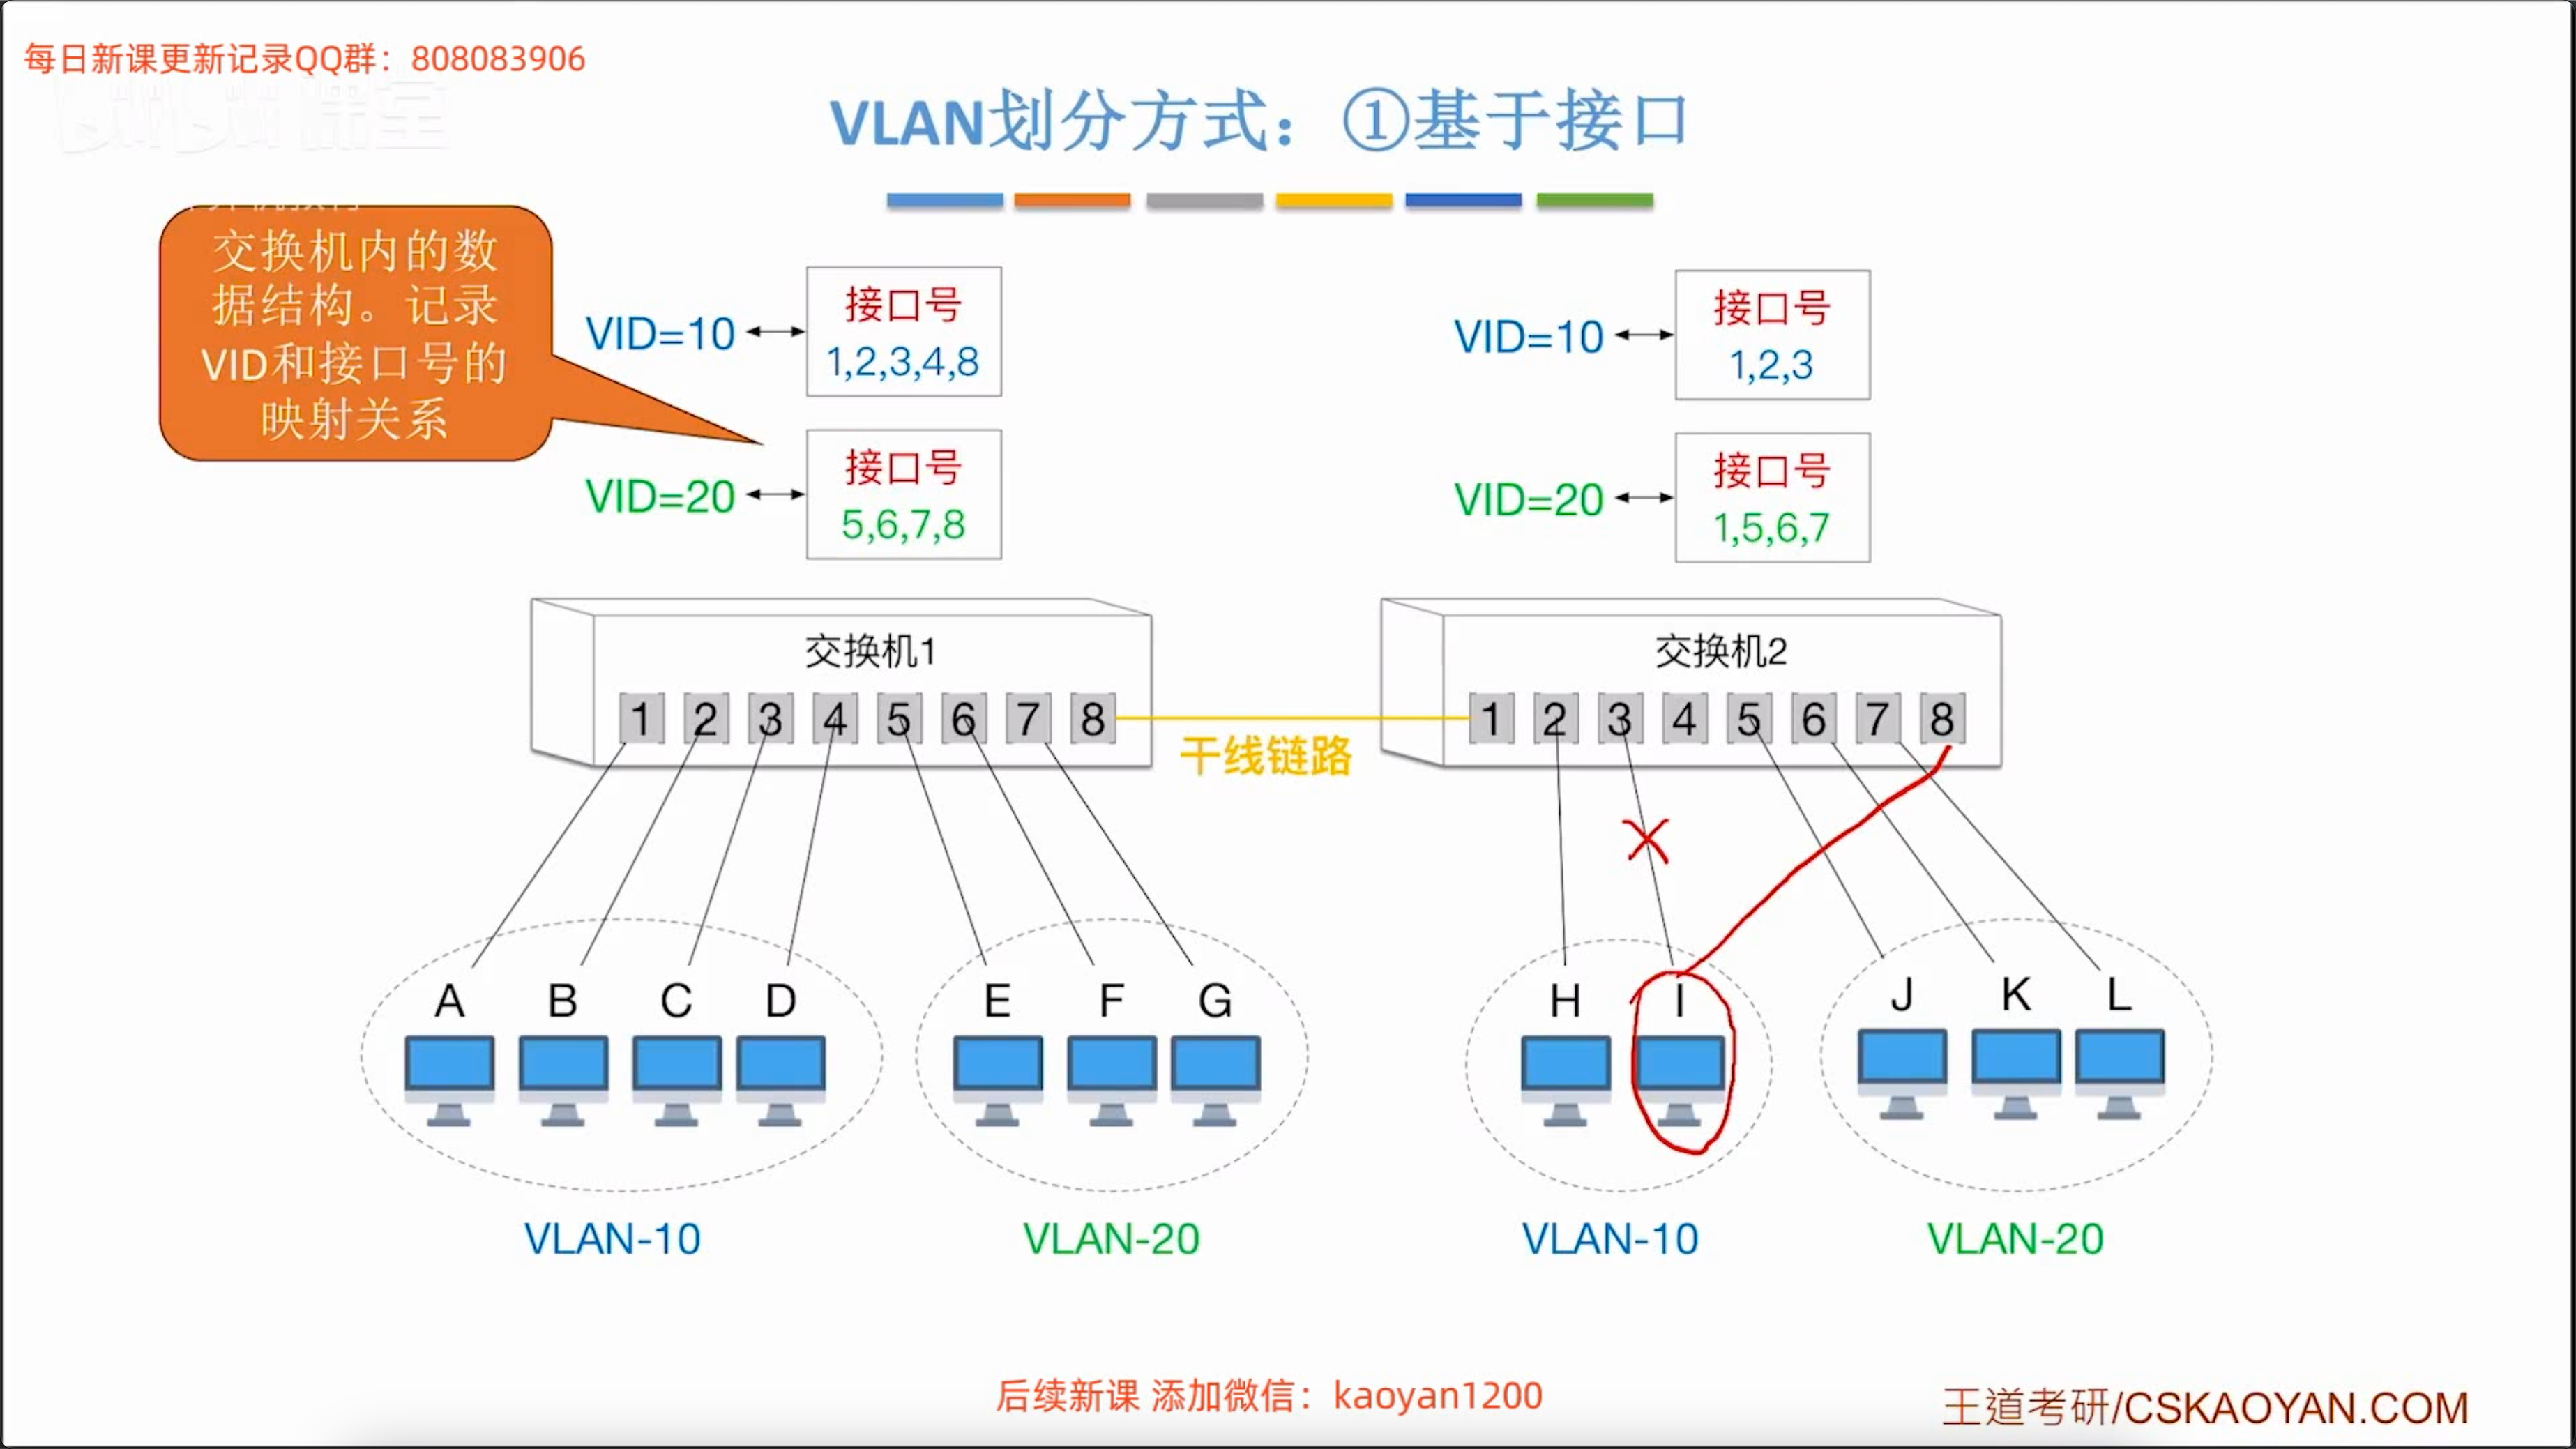 每日新课更新记录QQ群：808083906
VLAN划分方式：①基于接口
交换机内的数
据结构。记录
VID和接口号的
映射关系
VID=10
接口号
1,2,3,4,8
VID=20
接口号
5,6,7,8
VID=10
接口号
1,2,3
VID=20
接口号
1,5,6,7
交换机1
1 2 3 4 5 6 7 8
干线链路
交换机2
1 2 3 4 5 6 7 8
A B C D
E F G
H I
J K L
VLAN-10
VLAN-20
VLAN-10
VLAN-20
后续新课 添加微信：kaoyan1200
王道考研/CSKAOYAN.COM